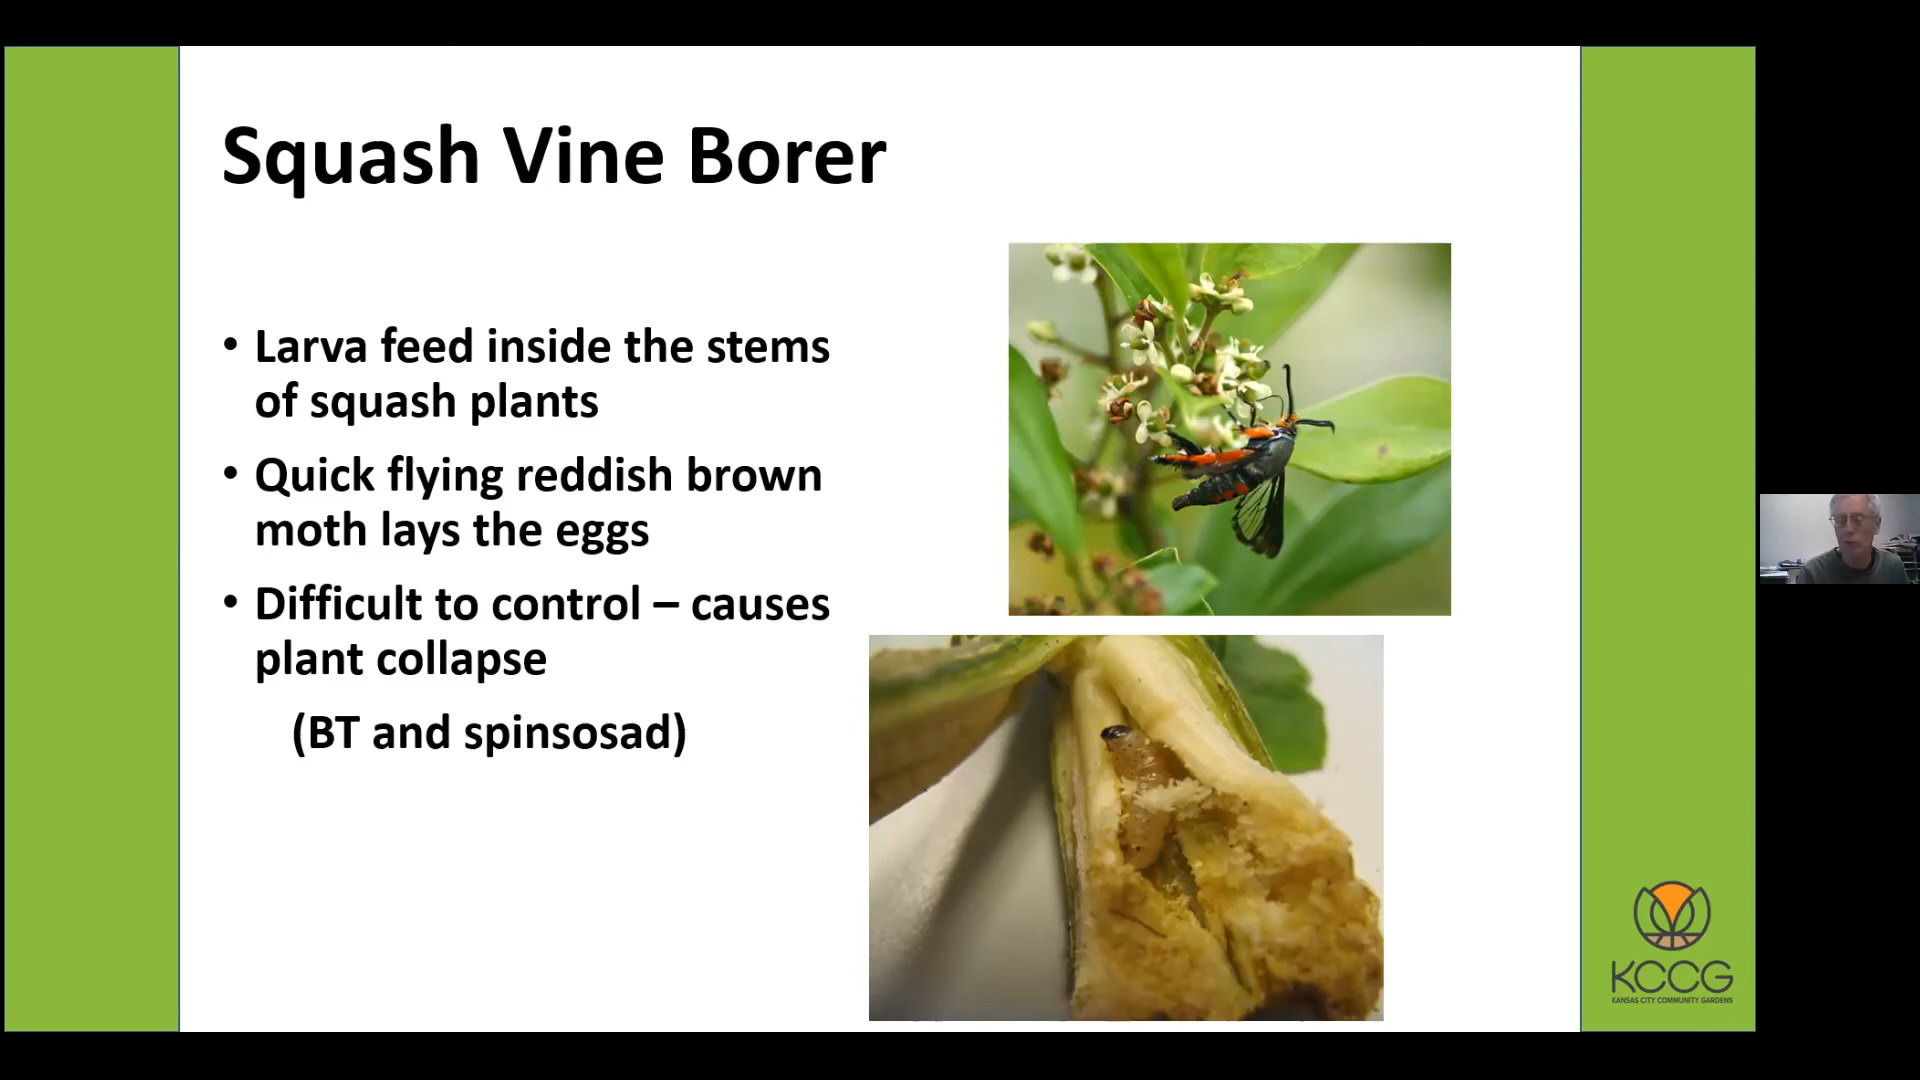 Squash Vine Borer
• Larva feed inside the stems
of squash plants
• Quick flying reddish brown
moth lays the eggs
• Difficult to control – causes
plant collapse
(BT and spinsosad)
KCCG
KANSAS CITY COMMUNITY GARDENS